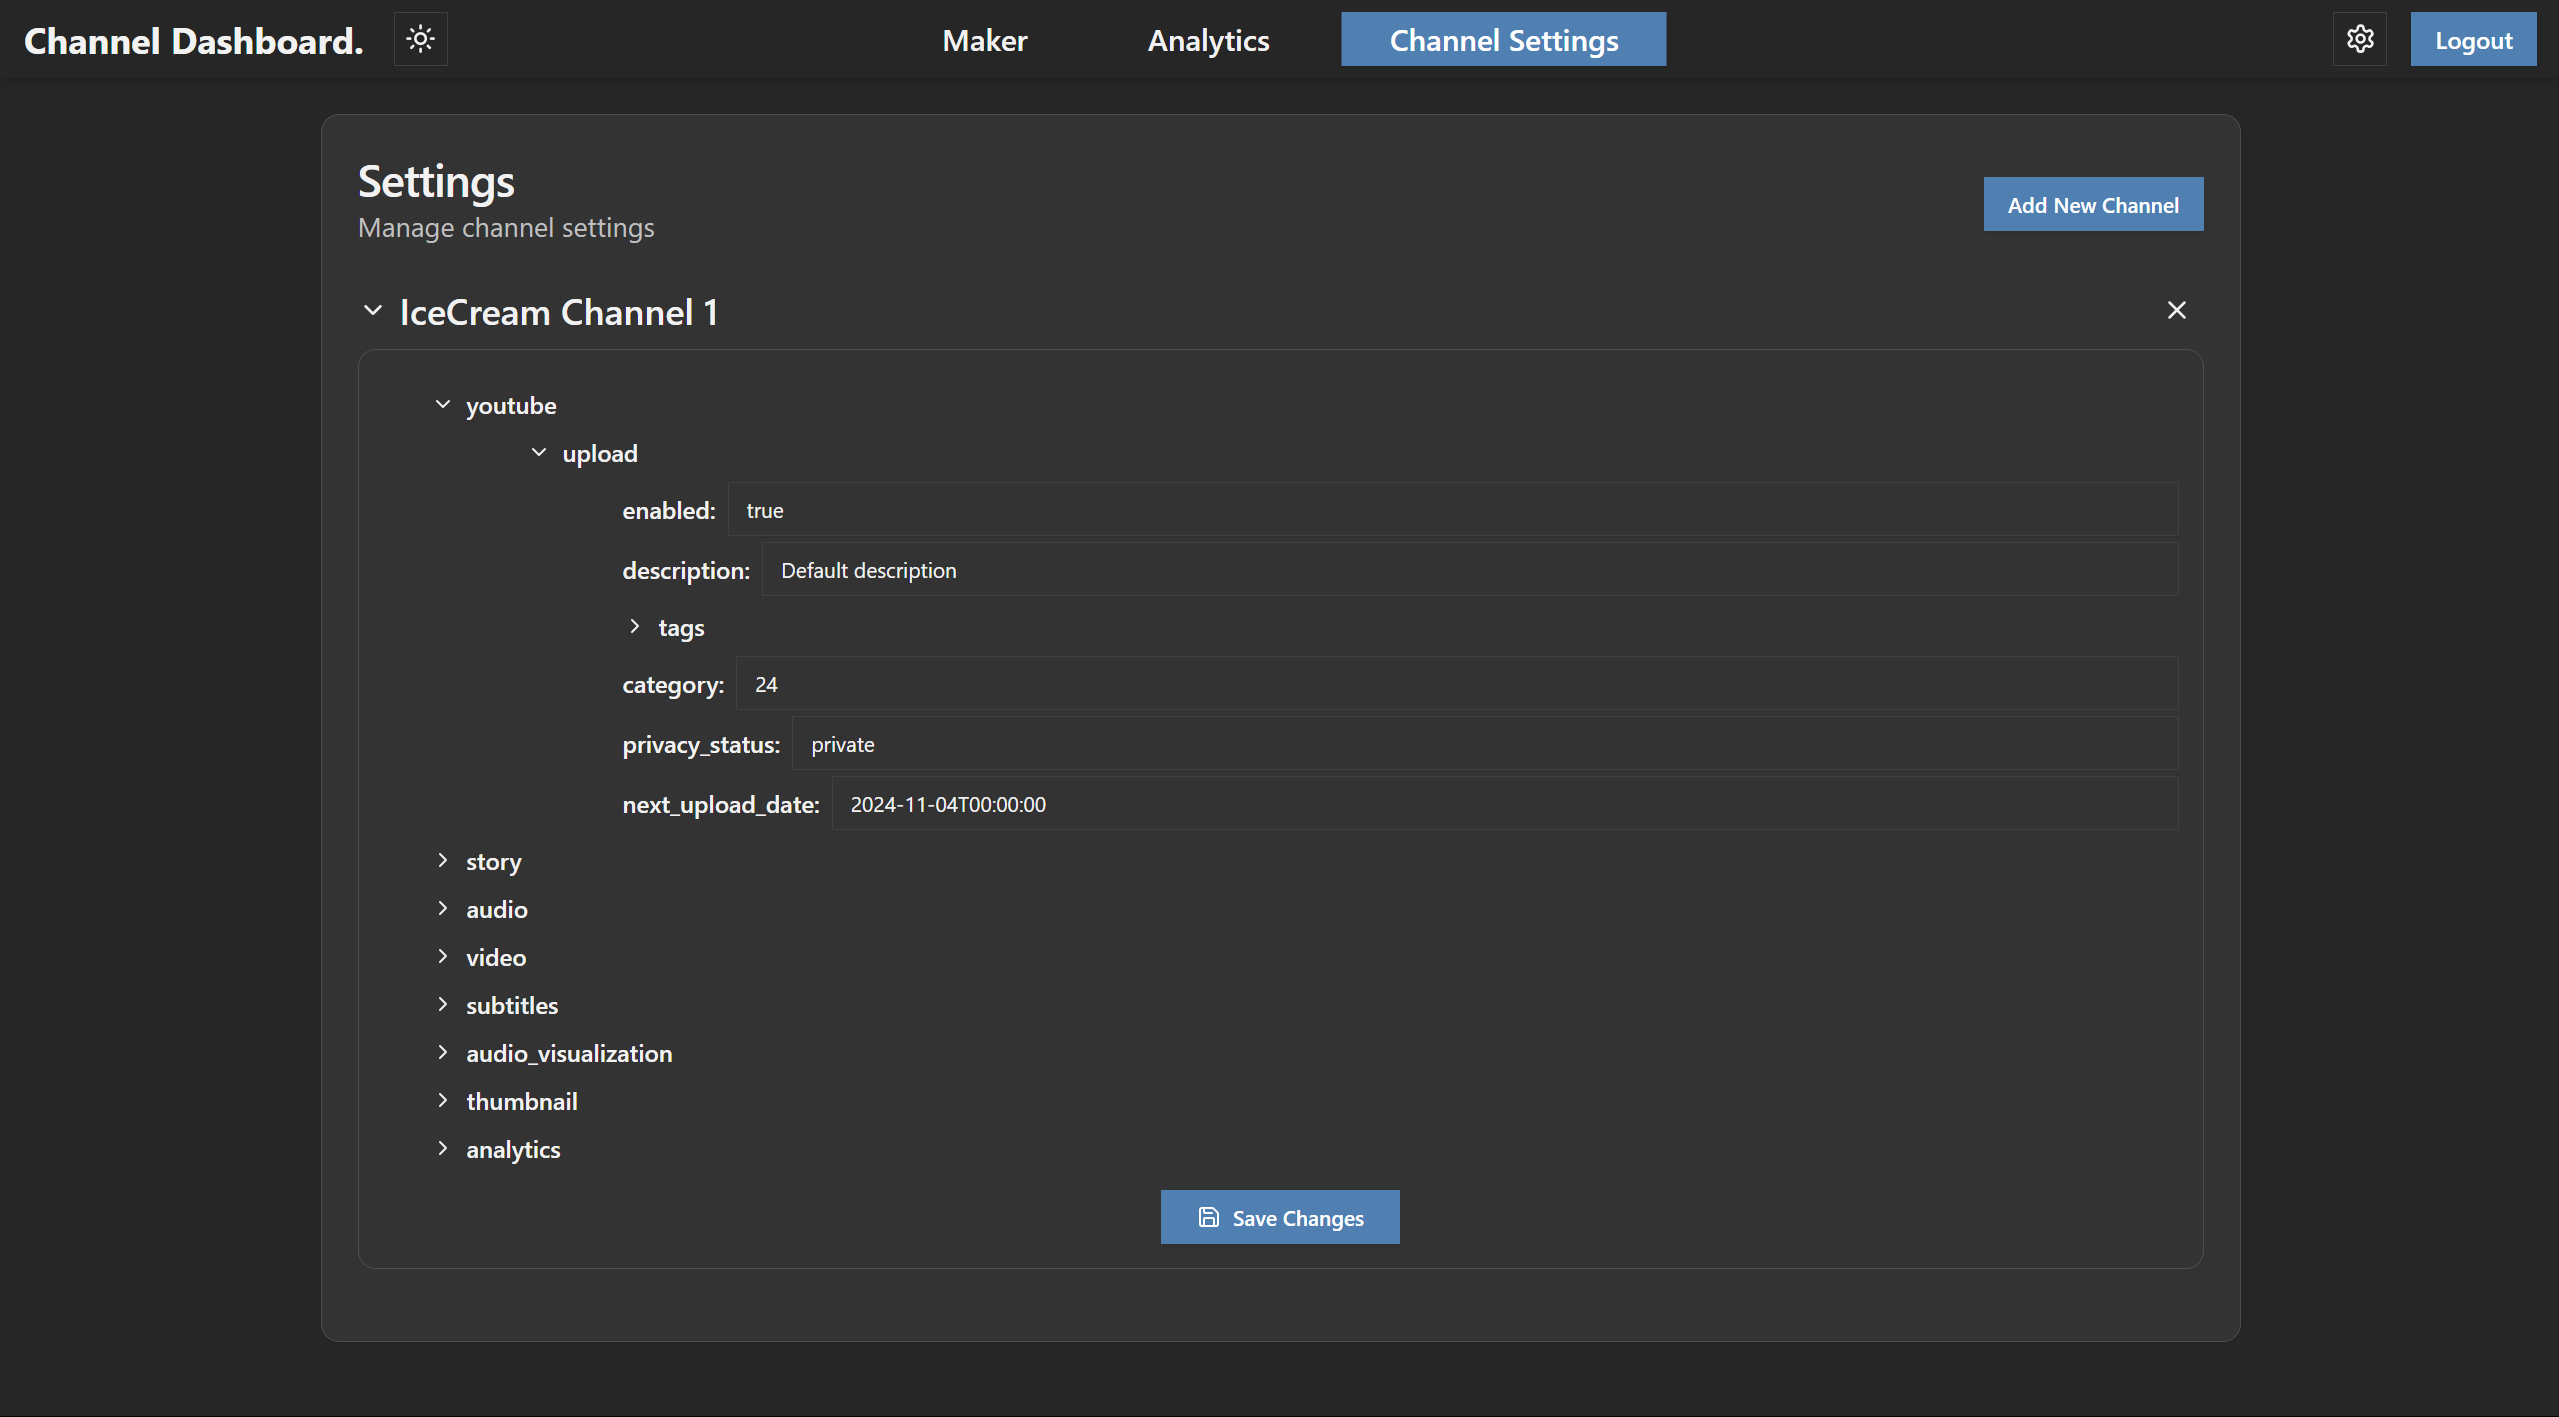 Channel Dashboard.
Maker
Analytics
Channel Settings
Logout
Settings
Manage channel settings
Add New Channel
IceCream Channel 1
youtube
upload
enabled: true
description: Default description
tags
category: 24
privacy_status: private
next_upload_date: 2024-11-04T00:00:00
story
audio
video
subtitles
audio_visualization
thumbnail
analytics
Save Changes